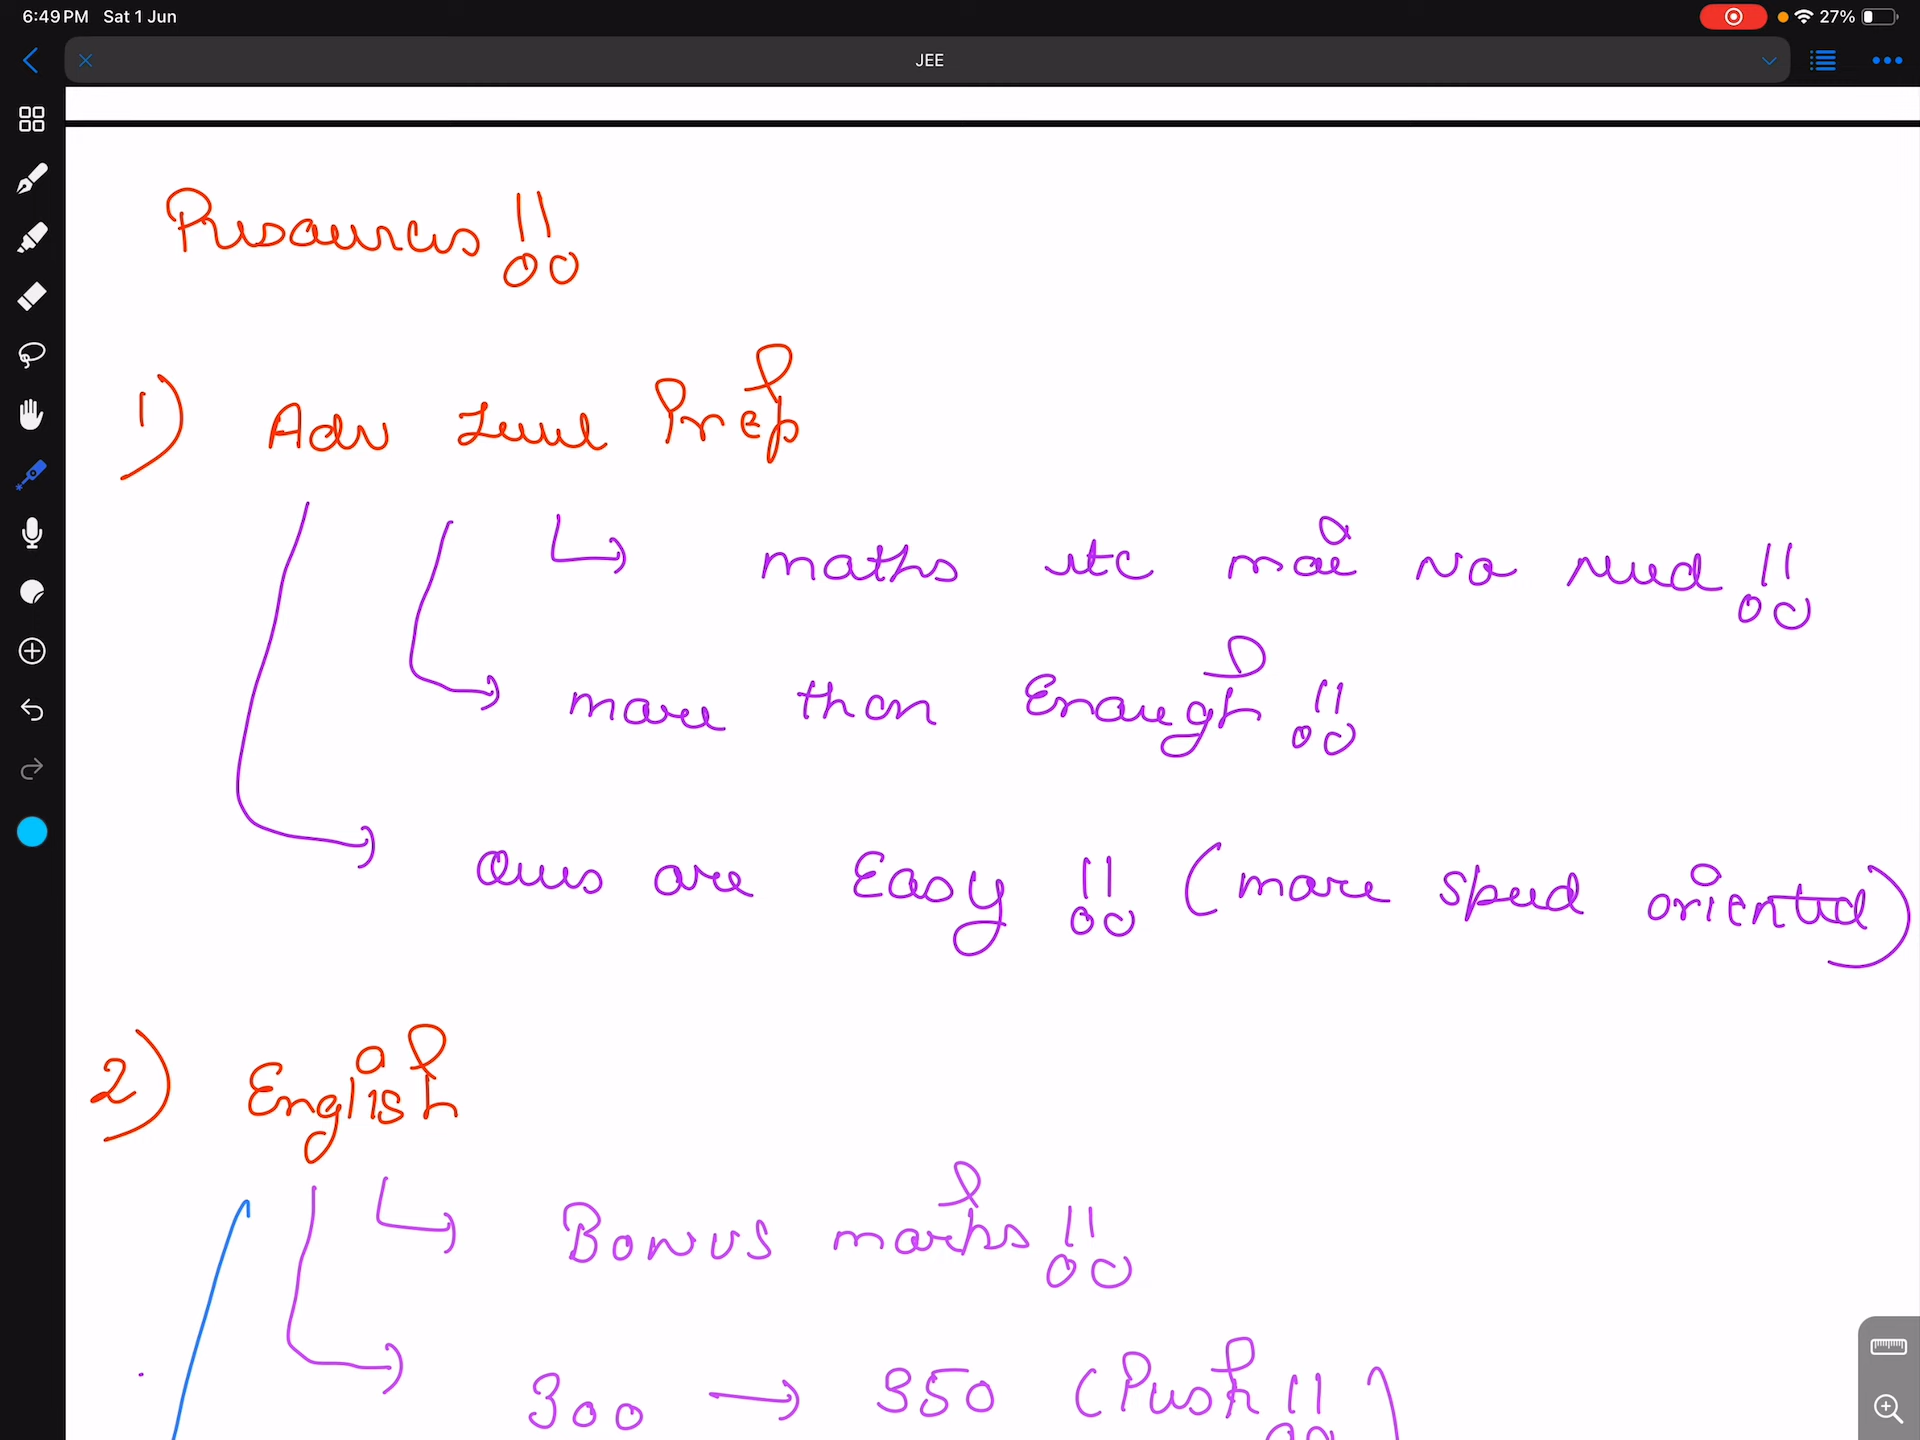 6:49 PM Sat 1 Jun
27%
JEE
Resources !!
1) Adv Level Prep
maths etc mai no need !!
more than Enough !!
Ques are Easy !! (more speed oriented)
2) English
Bonus marks !!
300 → 350 (Push !!)